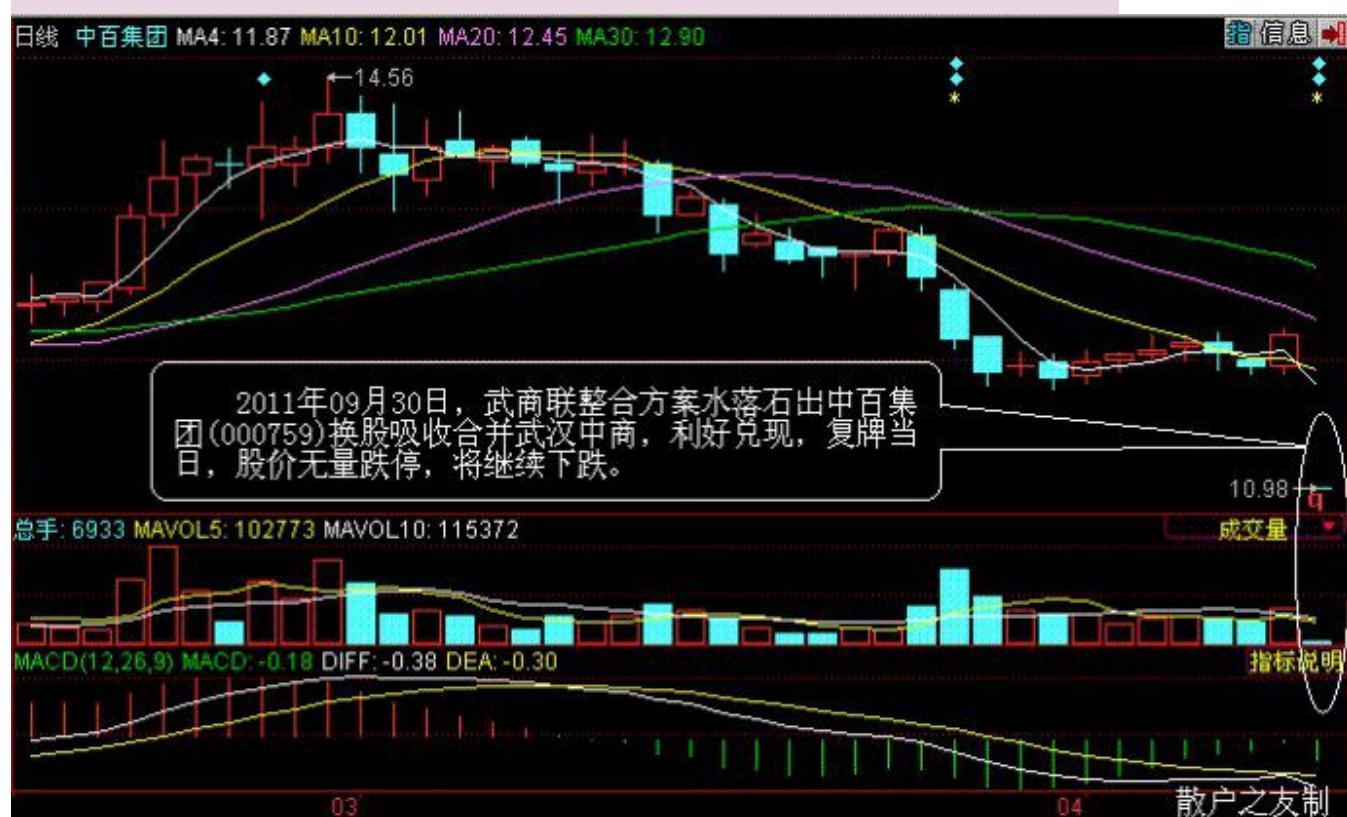 日线 中百集团 MA4: 11.87 MA10: 12.01 MA20: 12.45 MA30: 12.90 指 信息
14.56
2011年09月30日，武商联整合方案水落石出中百集
团(000759)换股吸收合并武汉中商，利好兑现，复牌当
日，股价无量跌停，将继续下跌。
10.98
q
总手: 6933 MAVOL5: 102773 MAVOL10: 115372 成交量
MACD(12,26,9) MACD: -0.18 DIFF: -0.38 DEA: -0.30 指标说明
03 04 散户之友制